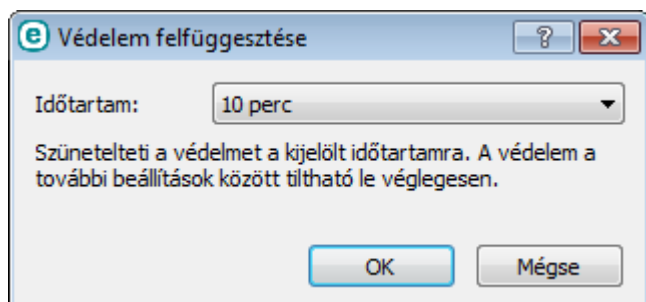 Védelem felfüggesztése
Időtartam: 10 perc
Szünetelteti a védelmet a kijelölt időtartamra. A védelem a
további beállítások között tiltható le véglegesen.
OK Mégse